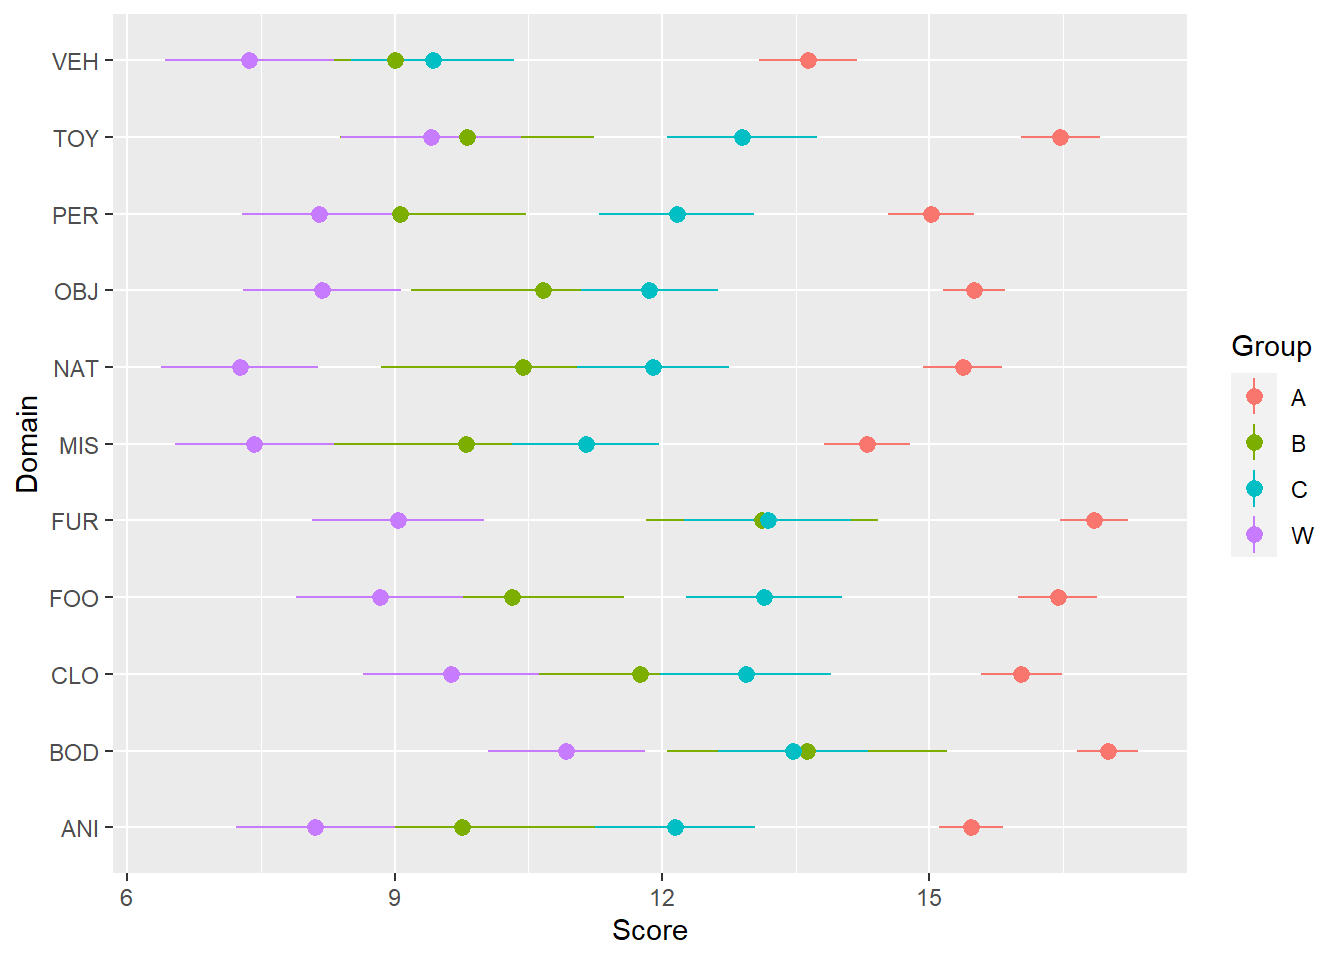 VEH
TOY
PER
OBJ
NAT
MIS
FUR
FOO
CLO
BOD
ANI
Domain
6 9 12 15
Score
Group
A
B
C
W